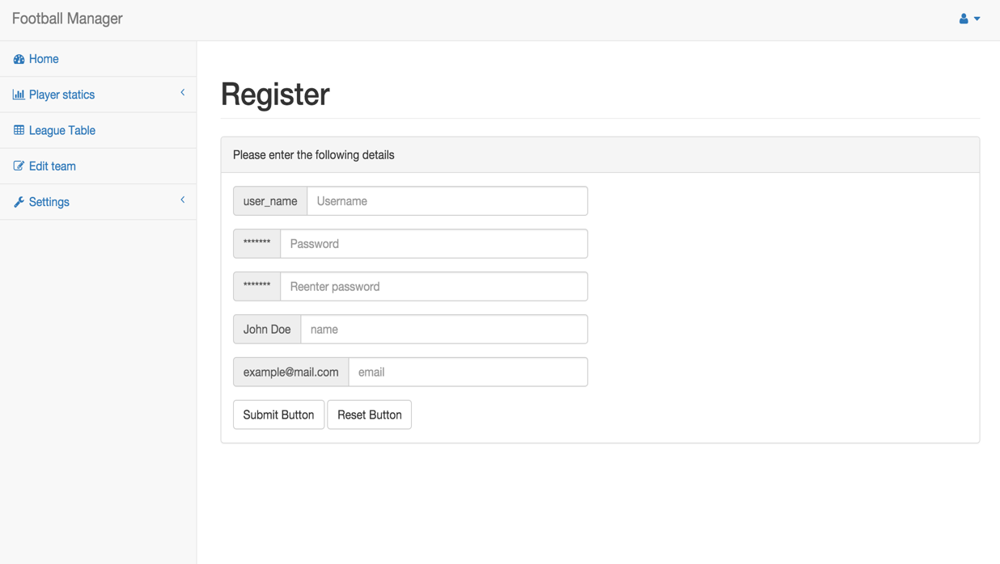 Football Manager
Home
Player statics
League Table
Edit team
Settings
Register
Please enter the following details
user_name Username
******* Password
******* Reenter password
John Doe name
example@mail.com email
Submit Button Reset Button